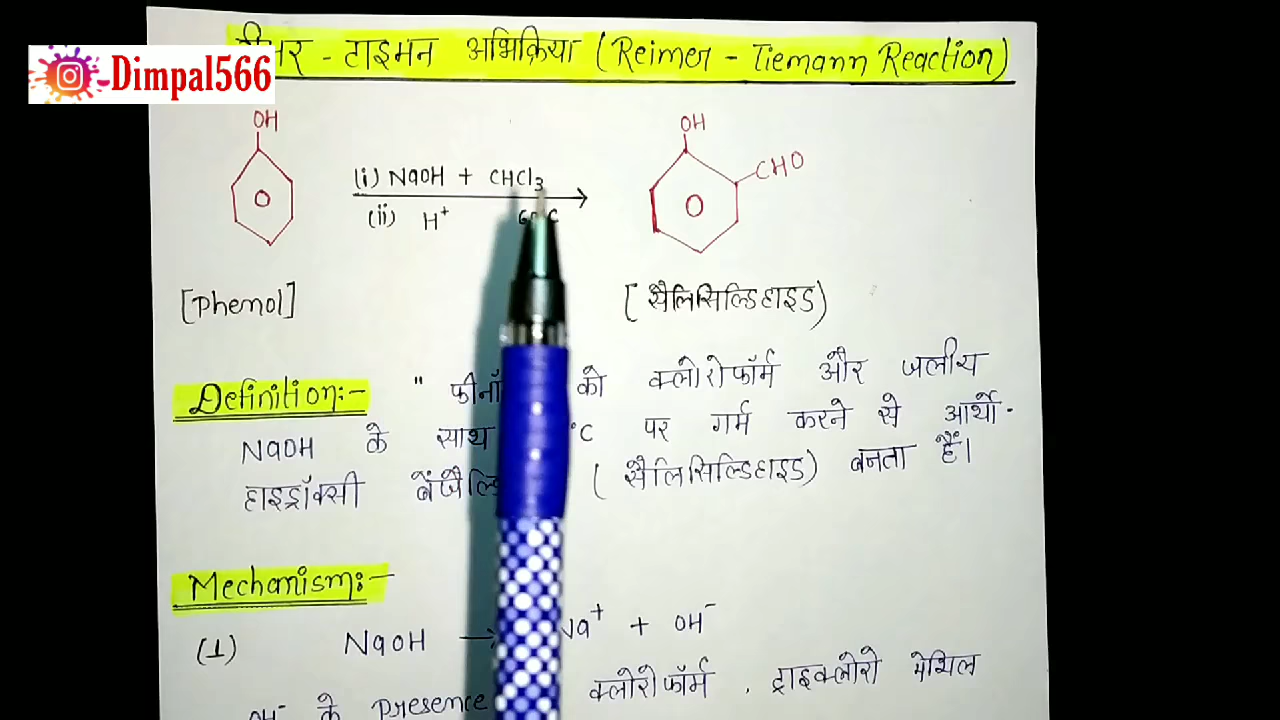 Dimpal566
- टाइमन अभिक्रिया (Reimer - Tiemann Reaction)
OH
(i) NaOH + CHCl3
(ii) H+
OH
CHO
[Phenol]
[सैलिसिल्डिहाइड)
Definition:- " को क्लोरोफॉर्म और जलीय
NaOH के साथ °C पर गर्म करने से आर्थो-
हाइड्रॉक्सी (सैलिसिल्डिहाइड) बनता हैं।
Mechanism:-
(1) NaOH → + OH-
OH- के presence क्लोरोफॉर्म , ट्राइक्लोरो मेथिल